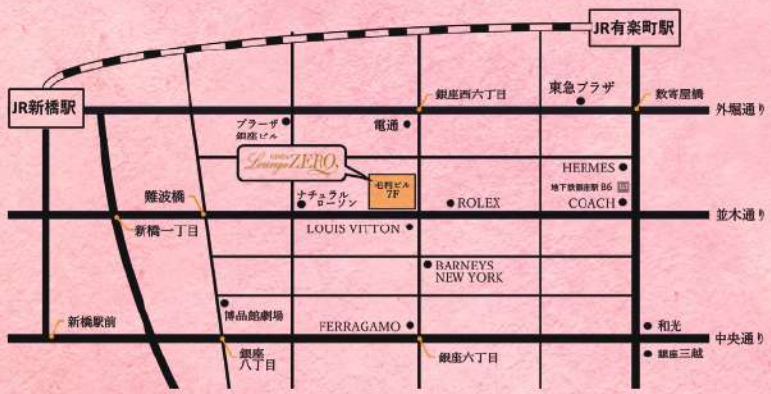 JR有楽町駅
JR新橋駅
東急プラザ
銀座西六丁目
数寄屋橋
外堀通り
プラーザ
銀座ビル
電通
Lounge ZERO
毛利ビル
7F
HERMES
地下鉄銀座駅 B6
COACH
難波橋
ナチュラル
ローソン
ROLEX
並木通り
新橋一丁目
LOUIS VITTON
BARNEYS
NEW YORK
博品館劇場
新橋駅前
FERRAGAMO
和光
中央通り
銀座
八丁目
銀座六丁目
銀座三越